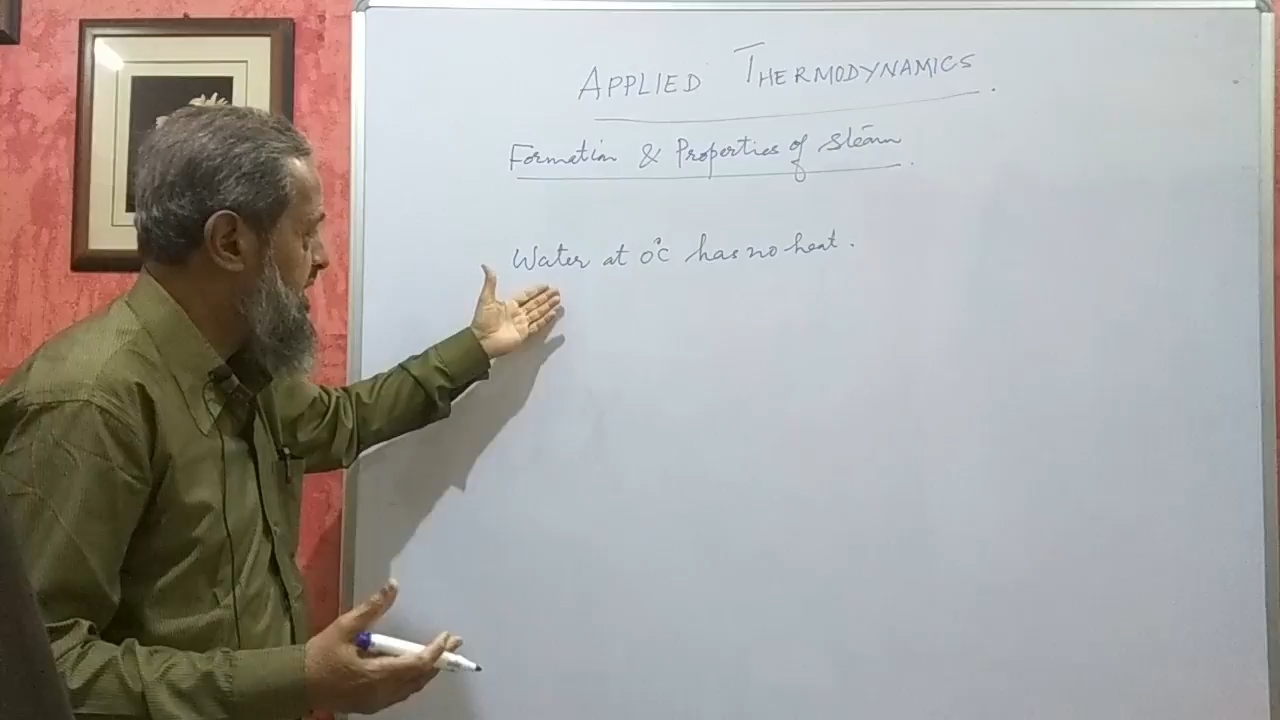 APPLIED THERMODYNAMICS.
Formation & Properties of Steam.
Water at 0°C has no heat.